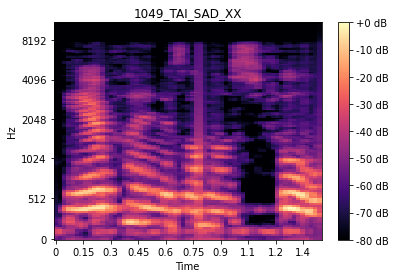 1049_TAI_SAD_XX
+0 dB
8192
-10 dB
4096
-20 dB
-30 dB
2048
Hz
-40 dB
1024
-50 dB
512
-60 dB
-70 dB
0
-80 dB
0 0.15 0.3 0.45 0.6 0.75 0.9 1.1 1.2 1.4
Time